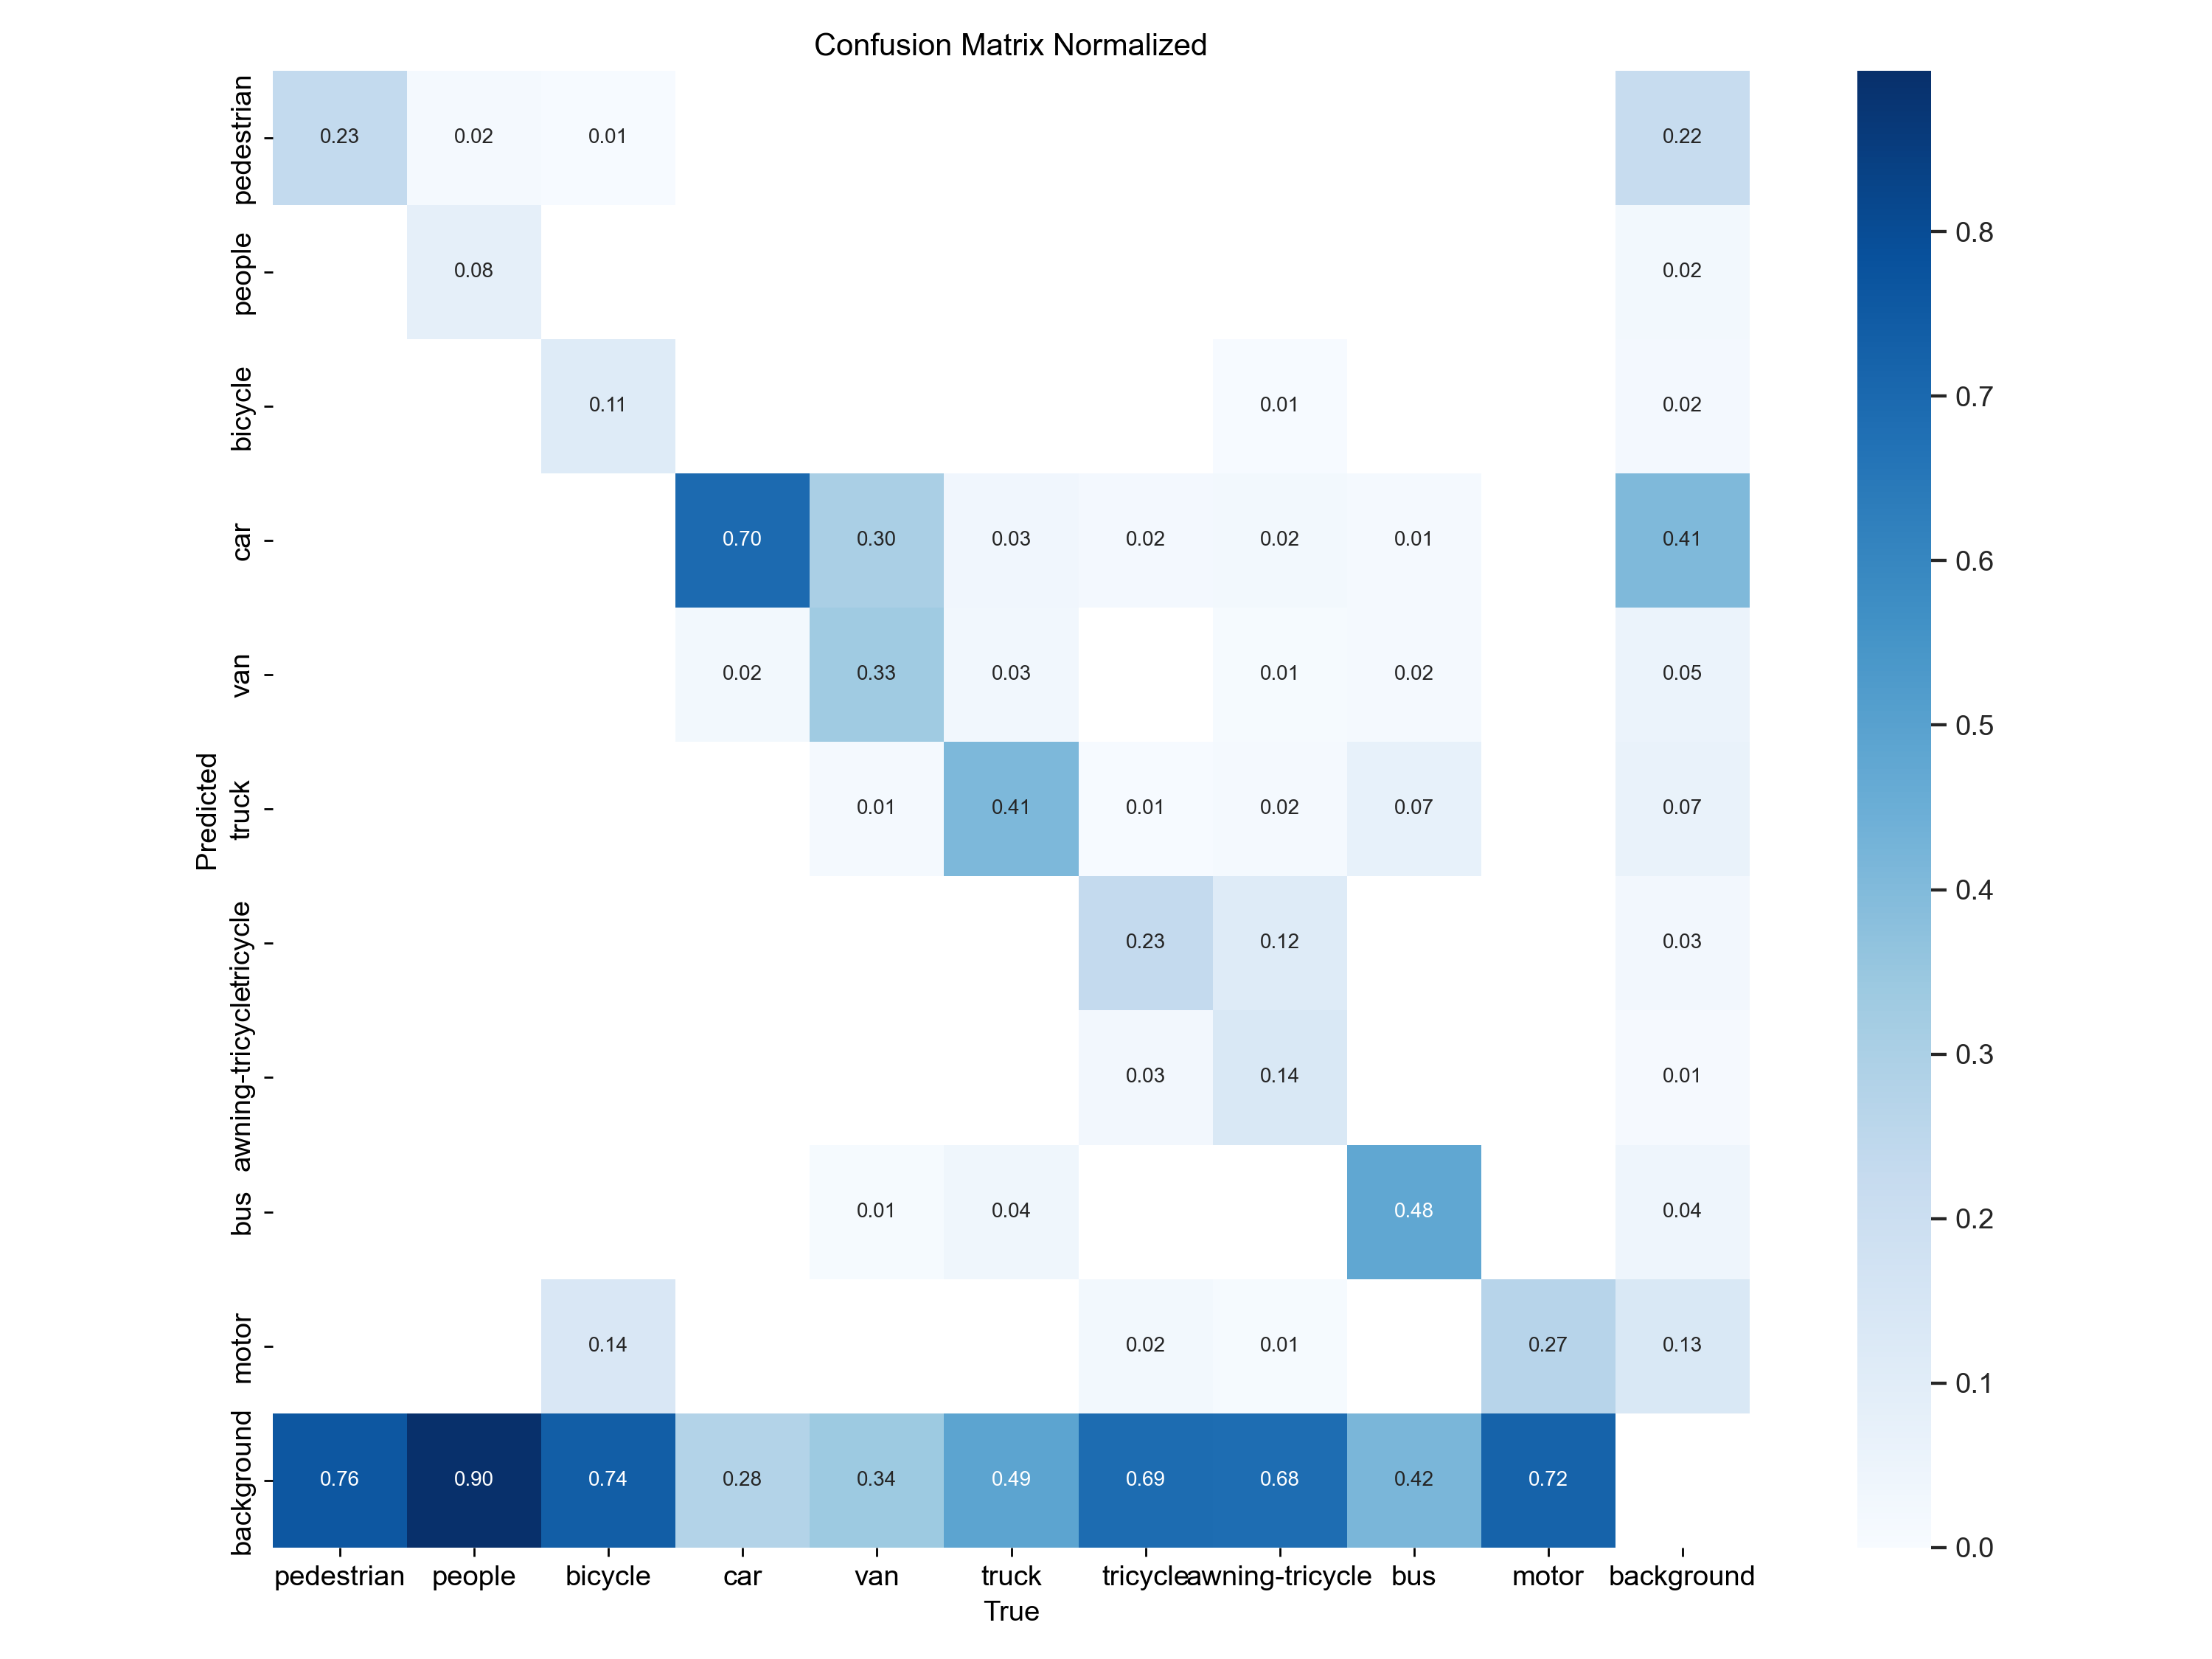 Confusion Matrix Normalized
pedestrian 0.23 0.02 0.01 0.22
people 0.08 0.02
bicycle 0.11 0.01 0.02
car 0.70 0.30 0.03 0.02 0.02 0.01 0.41
van 0.02 0.33 0.03 0.01 0.02 0.05
truck 0.01 0.41 0.01 0.02 0.07 0.07
tricycle 0.23 0.12 0.03
awning-tricycle 0.03 0.14 0.01
bus 0.01 0.04 0.48 0.04
motor 0.14 0.02 0.01 0.27 0.13
background 0.76 0.90 0.74 0.28 0.34 0.49 0.69 0.68 0.42 0.72
Predicted
pedestrian people bicycle car van truck tricycle awning-tricycle bus motor background
True
0.8
0.7
0.6
0.5
0.4
0.3
0.2
0.1
0.0